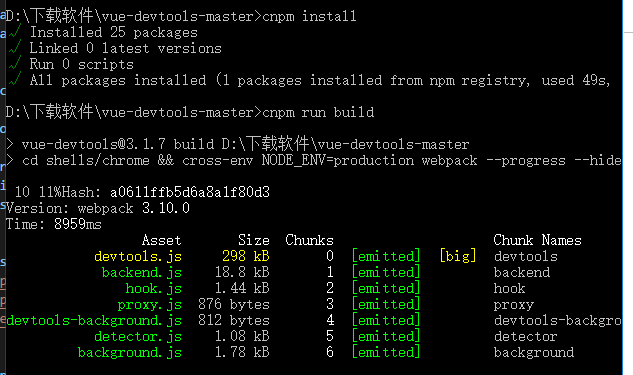 D:\下载软件\vue-devtools-master>cnpm install
√ Installed 25 packages
√ Linked 0 latest versions
√ Run 0 scripts
√ All packages installed (1 packages installed from npm registry, used 49s,
D:\下载软件\vue-devtools-master>cnpm run build
> vue-devtools@3.1.7 build D:\下载软件\vue-devtools-master
> cd shells/chrome && cross-env NODE_ENV=production webpack --progress --hide
10 11%Hash: a0611ffb5d6a8a1f80d3
Version: webpack 3.10.0
Time: 8959ms
Asset Size Chunks Chunk Names
devtools.js 298 kB 0 [emitted] [big] devtools
backend.js 18.8 kB 1 [emitted] backend
hook.js 1.44 kB 2 [emitted] hook
proxy.js 876 bytes 3 [emitted] proxy
devtools-background.js 812 bytes 4 [emitted] devtools-backgro
detector.js 1.08 kB 5 [emitted] detector
background.js 1.78 kB 6 [emitted] background